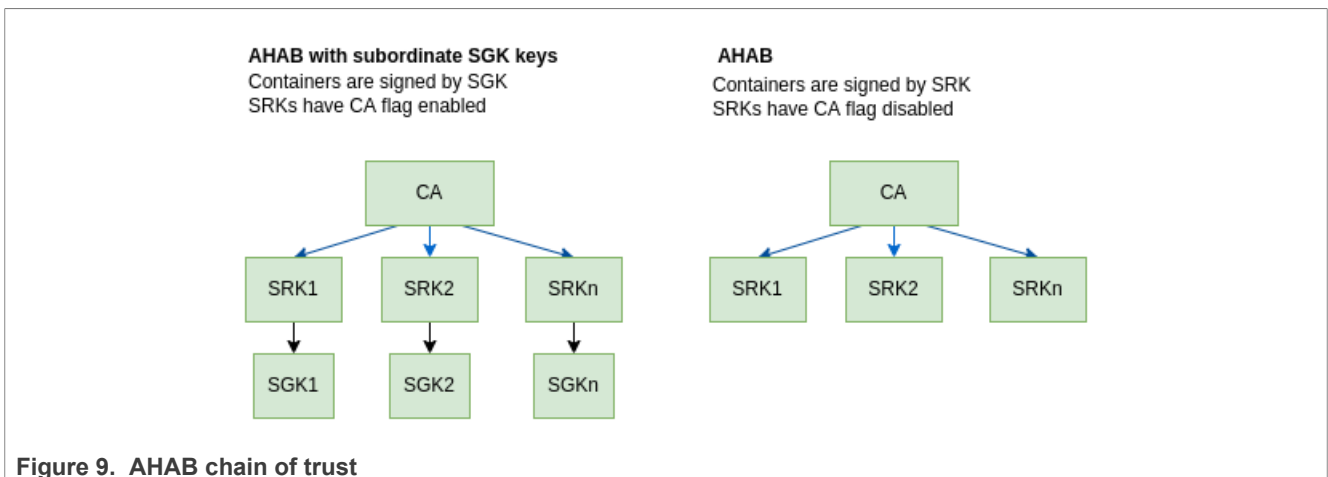 AHAB with subordinate SGK keys
Containers are signed by SGK
SRKs have CA flag enabled
AHAB
Containers are signed by SRK
SRKs have CA flag disabled
CA
SRK1
SRK2
SRKn
SGK1
SGK2
SGKn
CA
SRK1
SRK2
SRKn
Figure 9. AHAB chain of trust